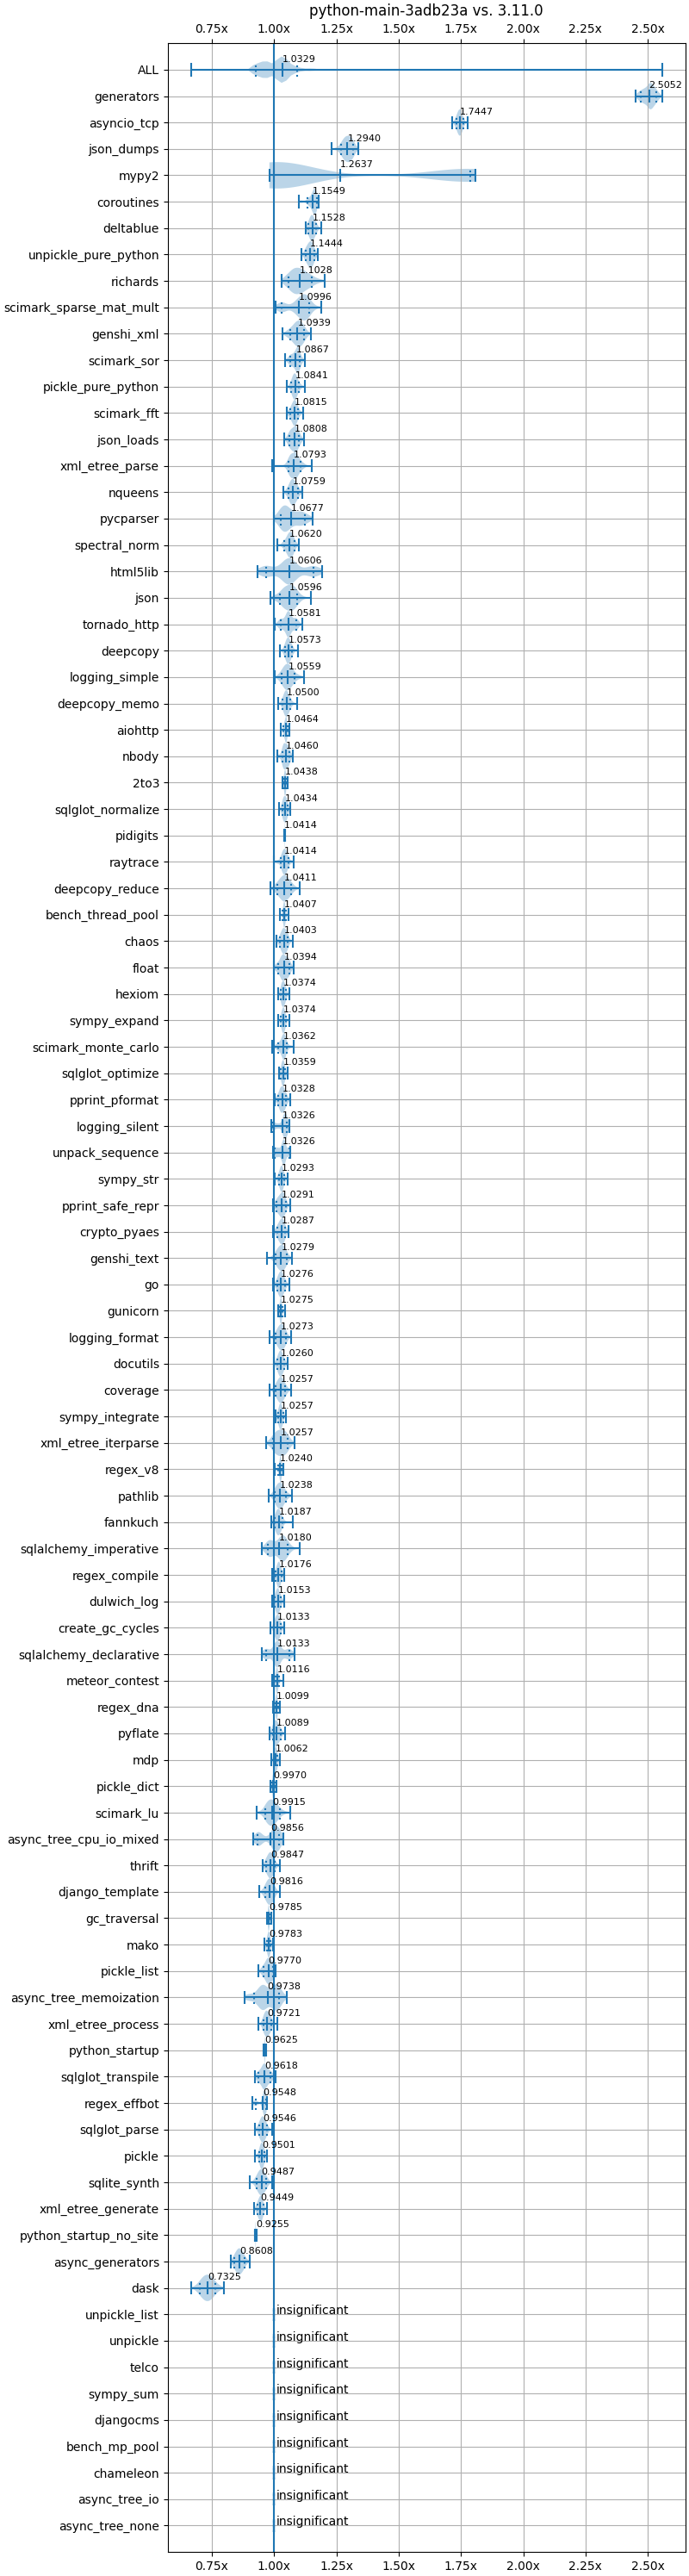 python-main-3adb23a vs. 3.11.0
0.75x 1.00x 1.25x 1.50x 1.75x 2.00x 2.25x 2.50x
ALL 1.0329
generators 2.5052
asyncio_tcp 1.7447
json_dumps 1.2940
mypy2 1.2637
coroutines 1.1549
deltablue 1.1528
unpickle_pure_python 1.1444
richards 1.1028
scimark_sparse_mat_mult 1.0996
genshi_xml 1.0939
scimark_sor 1.0867
pickle_pure_python 1.0841
scimark_fft 1.0815
json_loads 1.0808
xml_etree_parse 1.0793
nqueens 1.0759
pycparser 1.0677
spectral_norm 1.0620
html5lib 1.0606
json 1.0596
tornado_http 1.0581
deepcopy 1.0573
logging_simple 1.0559
deepcopy_memo 1.0500
aiohttp 1.0464
nbody 1.0460
2to3 1.0438
sqlglot_normalize 1.0434
pidigits 1.0414
raytrace 1.0414
deepcopy_reduce 1.0411
bench_thread_pool 1.0407
chaos 1.0403
float 1.0394
hexiom 1.0374
sympy_expand 1.0374
scimark_monte_carlo 1.0362
sqlglot_optimize 1.0359
pprint_pformat 1.0328
logging_silent 1.0326
unpack_sequence 1.0326
sympy_str 1.0293
pprint_safe_repr 1.0291
crypto_pyaes 1.0287
genshi_text 1.0279
go 1.0276
gunicorn 1.0275
logging_format 1.0273
docutils 1.0260
coverage 1.0257
sympy_integrate 1.0257
xml_etree_iterparse 1.0257
regex_v8 1.0240
pathlib 1.0238
fannkuch 1.0187
sqlalchemy_imperative 1.0180
regex_compile 1.0176
dulwich_log 1.0153
create_gc_cycles 1.0133
sqlalchemy_declarative 1.0133
meteor_contest 1.0116
regex_dna 1.0099
pyflate 1.0089
mdp 1.0062
pickle_dict 0.9970
scimark_lu 0.9915
async_tree_cpu_io_mixed 0.9856
thrift 0.9847
django_template 0.9816
gc_traversal 0.9785
mako 0.9783
pickle_list 0.9770
async_tree_memoization 0.9738
xml_etree_process 0.9721
python_startup 0.9625
sqlglot_transpile 0.9618
regex_effbot 0.9548
sqlglot_parse 0.9546
pickle 0.9501
sqlite_synth 0.9487
xml_etree_generate 0.9449
python_startup_no_site 0.9255
async_generators 0.8608
dask 0.7325
unpickle_list insignificant
unpickle insignificant
telco insignificant
sympy_sum insignificant
djangocms insignificant
bench_mp_pool insignificant
chameleon insignificant
async_tree_io insignificant
async_tree_none insignificant
0.75x 1.00x 1.25x 1.50x 1.75x 2.00x 2.25x 2.50x